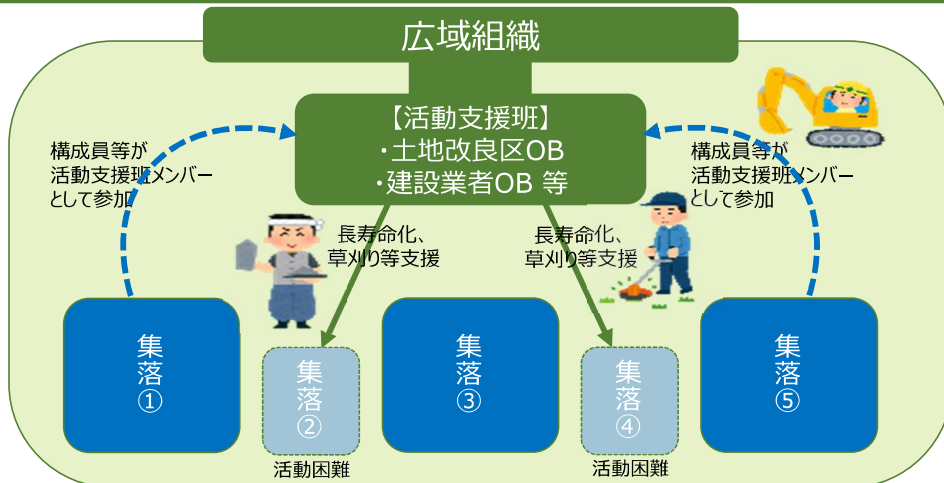 広域組織
【活動支援班】
・土地改良区OB
・建設業者OB 等
構成員等が
活動支援班メンバー
として参加
構成員等が
活動支援班メンバー
として参加
長寿命化、
草刈り等支援
長寿命化、
草刈り等支援
集落①
集落②
集落③
集落④
集落⑤
活動困難
活動困難